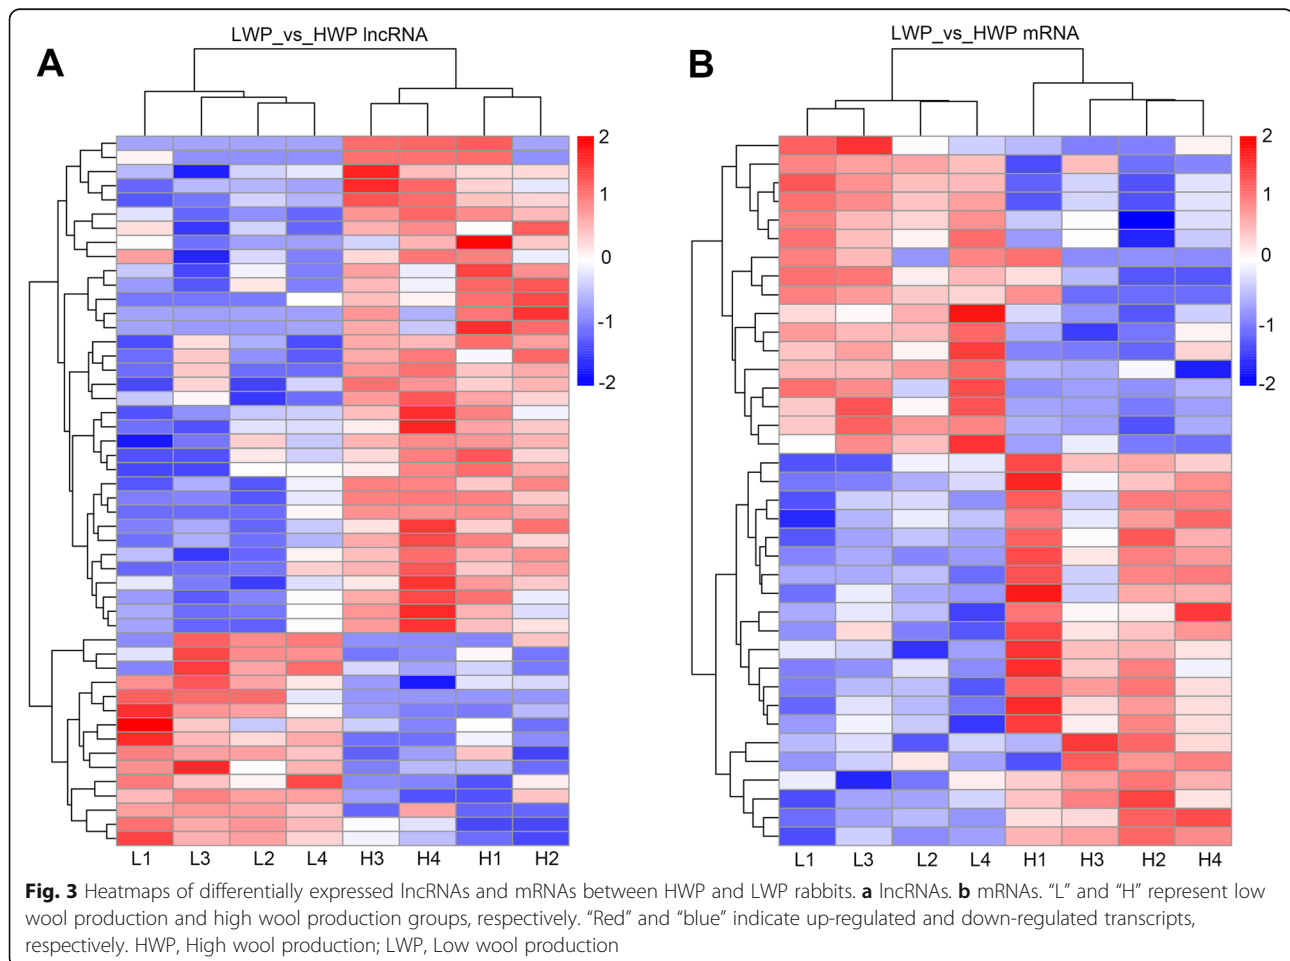 A
LWP_vs_HWP lncRNA
2
1
0
-1
-2
L1 L3 L2 L4 H3 H4 H1 H2
B
LWP_vs_HWP mRNA
2
1
0
-1
-2
L1 L3 L2 L4 H1 H3 H2 H4
Fig. 3 Heatmaps of differentially expressed lncRNAs and mRNAs between HWP and LWP rabbits. a lncRNAs. b mRNAs. “L” and “H” represent low
wool production and high wool production groups, respectively. “Red” and “blue” indicate up-regulated and down-regulated transcripts,
respectively. HWP, High wool production; LWP, Low wool production